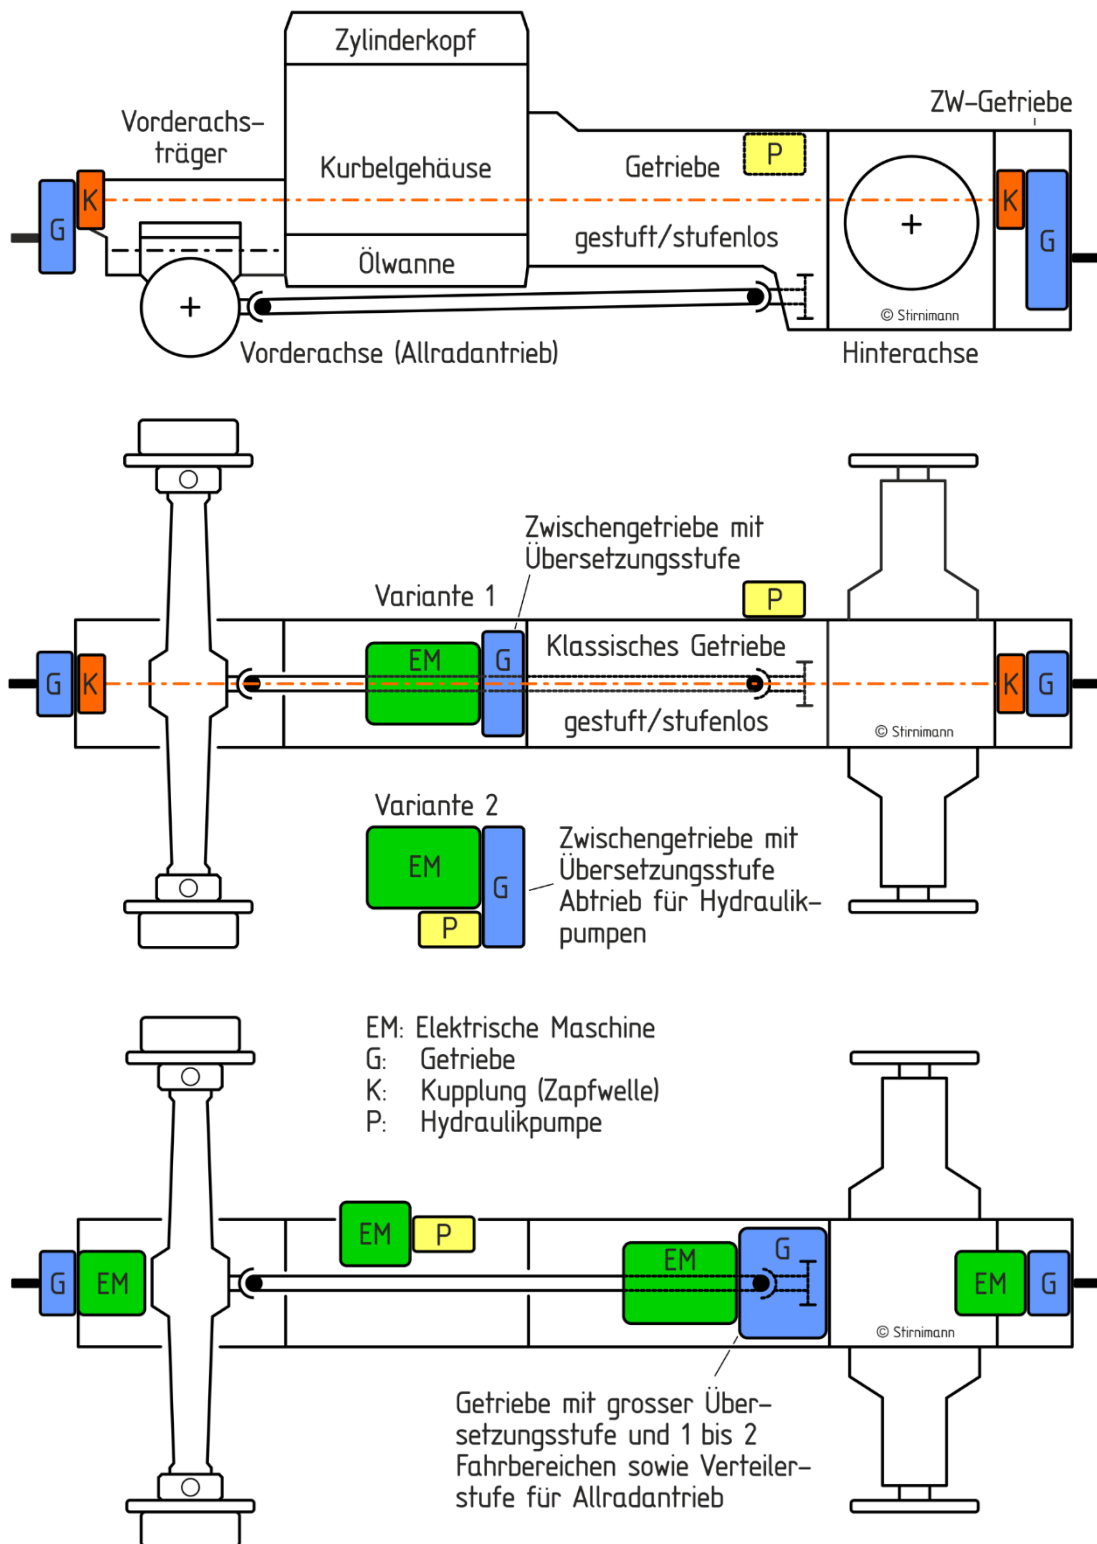 Zylinderkopf
ZW-Getriebe
Vorderachs-
träger
P
Kurbelgehäuse
Getriebe
K
K
G
G
gestuft/stufenlos
Ölwanne
© Stirnimann
Vorderachse (Allradantrieb)
Hinterachse
Zwischengetriebe mit
Übersetzungsstufe
Variante 1
P
Klassisches Getriebe
EM
G
G
K
K
G
gestuft/stufenlos
© Stirnimann
Variante 2
EM
G
P
Zwischengetriebe mit
Übersetzungsstufe
Abtrieb für Hydraulik-
pumpen
EM: Elektrische Maschine
G: Getriebe
K: Kupplung (Zapfwelle)
P: Hydraulikpumpe
EM
P
EM
G
G
EM
EM
G
© Stirnimann
Getriebe mit grosser Über-
setzungsstufe und 1 bis 2
Fahrbereichen sowie Verteiler-
stufe für Allradantrieb